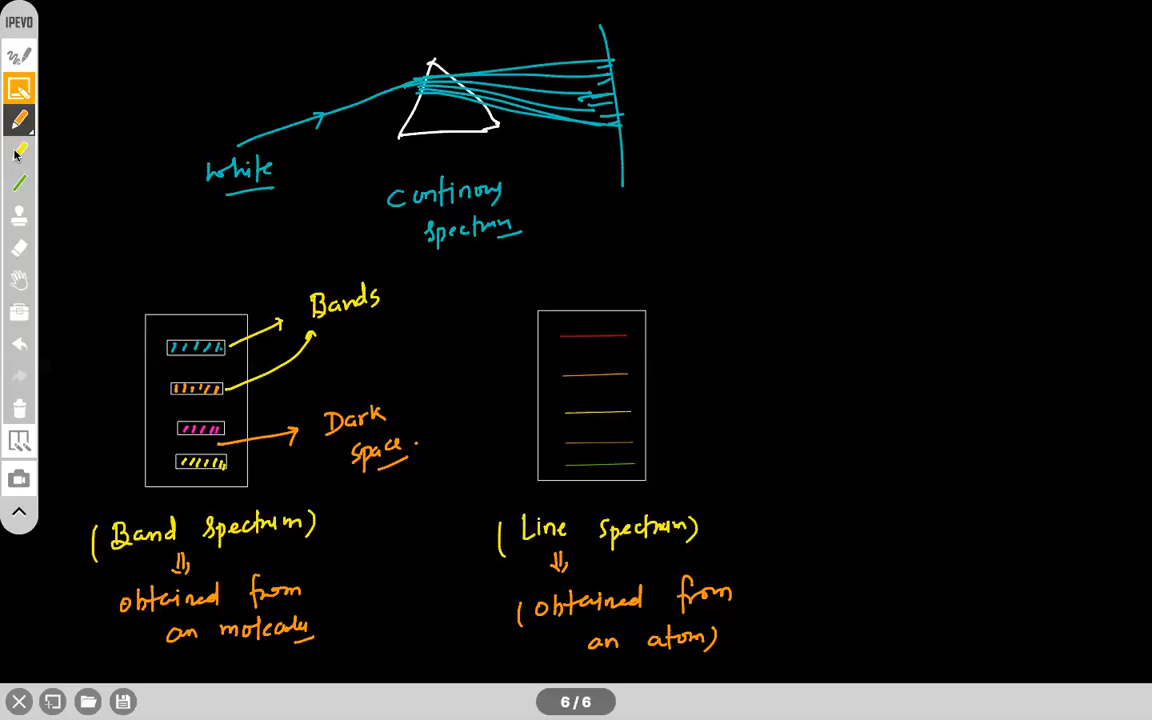 IPEVO
White
Continous
spectrum
Bands
Dark
space.
(Band spectrum)
⇓
obtained from
an molecule
(Line spectrum)
⇓
(obtained from
an atom)
6/6